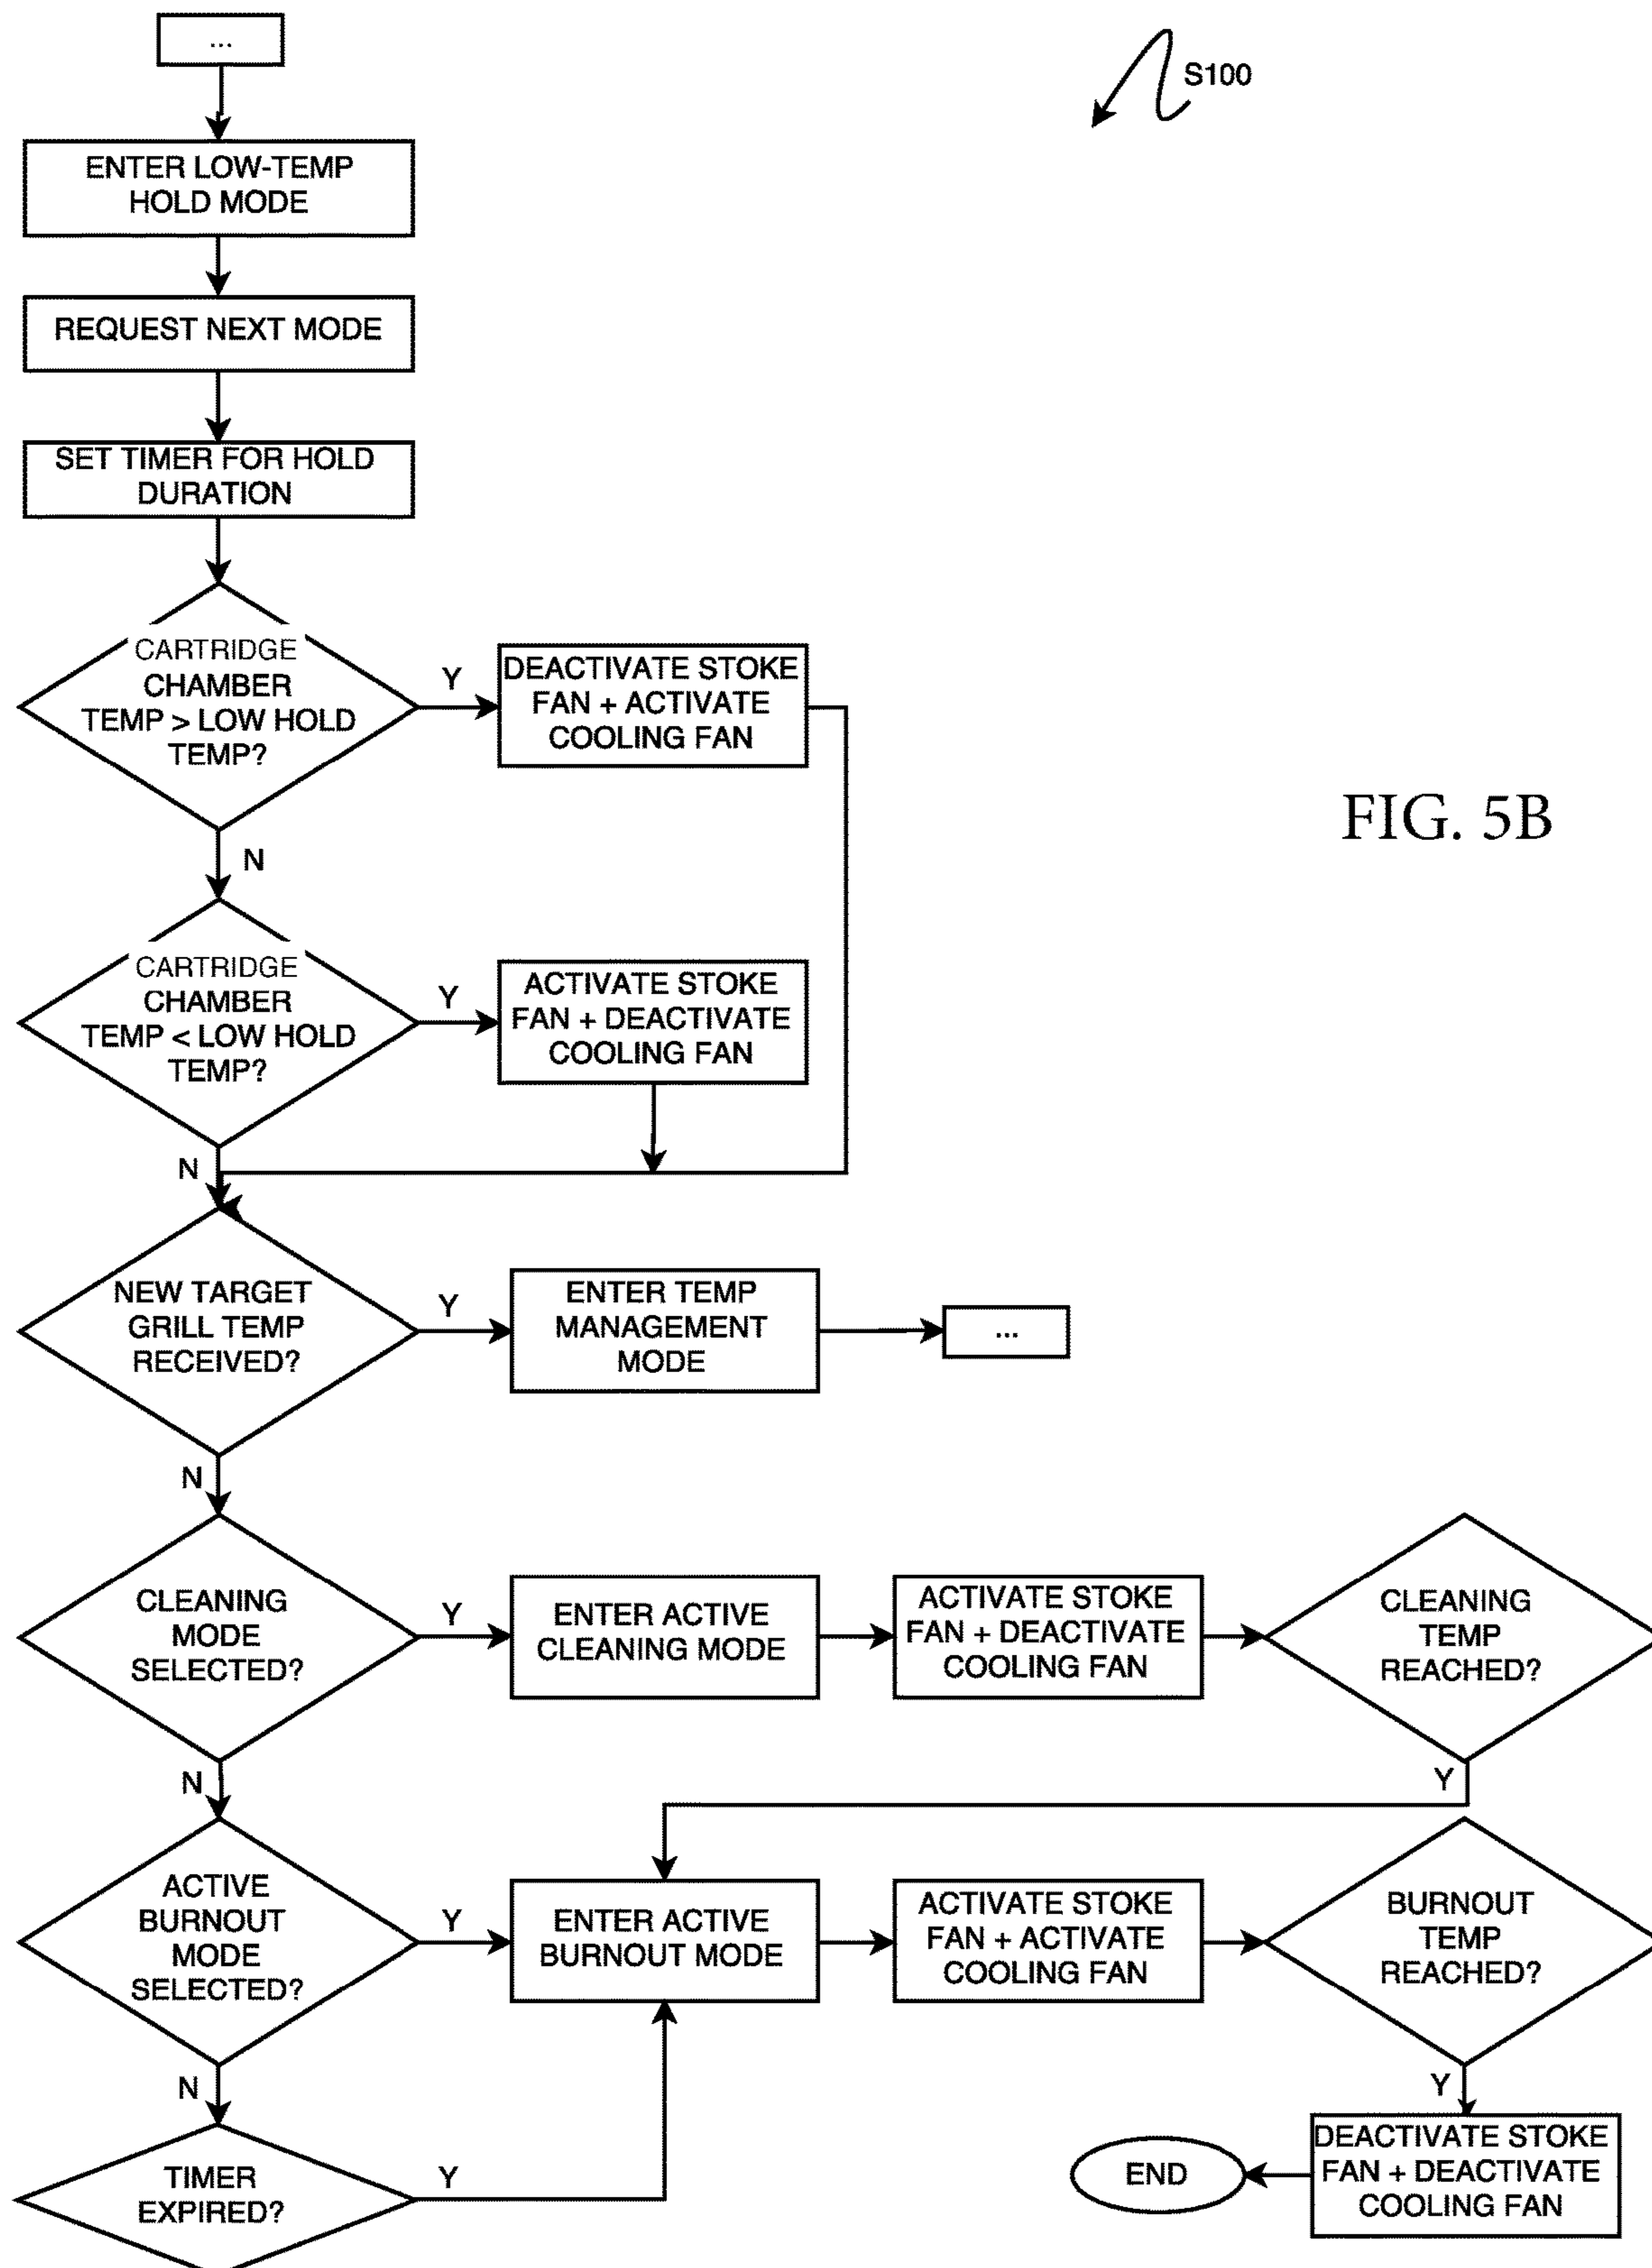 ...
S100
ENTER LOW-TEMP
HOLD MODE
REQUEST NEXT MODE
SET TIMER FOR HOLD
DURATION
CARTRIDGE
CHAMBER
TEMP > LOW HOLD
TEMP?
Y
DEACTIVATE STOKE
FAN + ACTIVATE
COOLING FAN
FIG. 5B
N
CARTRIDGE
CHAMBER
TEMP < LOW HOLD
TEMP?
Y
ACTIVATE STOKE
FAN + DEACTIVATE
COOLING FAN
N
NEW TARGET
GRILL TEMP
RECEIVED?
Y
ENTER TEMP
MANAGEMENT
MODE
...
N
CLEANING
MODE
SELECTED?
Y
ENTER ACTIVE
CLEANING MODE
ACTIVATE STOKE
FAN + DEACTIVATE
COOLING FAN
CLEANING
TEMP
REACHED?
Y
N
ACTIVE
BURNOUT
MODE
SELECTED?
Y
ENTER ACTIVE
BURNOUT MODE
ACTIVATE STOKE
FAN + ACTIVATE
COOLING FAN
BURNOUT
TEMP
REACHED?
Y
N
TIMER
EXPIRED?
Y
DEACTIVATE STOKE
FAN + DEACTIVATE
COOLING FAN
END